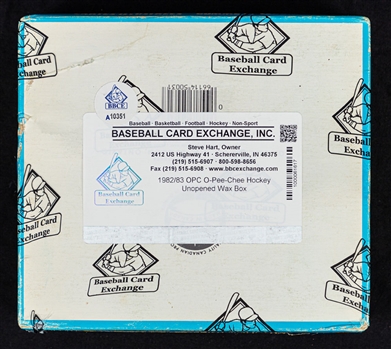 Baseball Card
Exchange
Baseball Card
Exchange
BBCE
A10351
0
Baseball · Basketball · Football · Hockey · Non-Sport
BASEBALL CARD EXCHANGE, INC.
Steve Hart, Owner
2412 US Highway 41 · Schererville, IN 46375
(219) 515-6907 · 800-598-8656
Fax (219) 515-6908 · www.bbcexchange.com
1982/83 OPC O-Pee-Chee Hockey
Unopened Wax Box
Baseball Card
Exchange
Baseball Card
Exchange
Baseball Card
Exchange